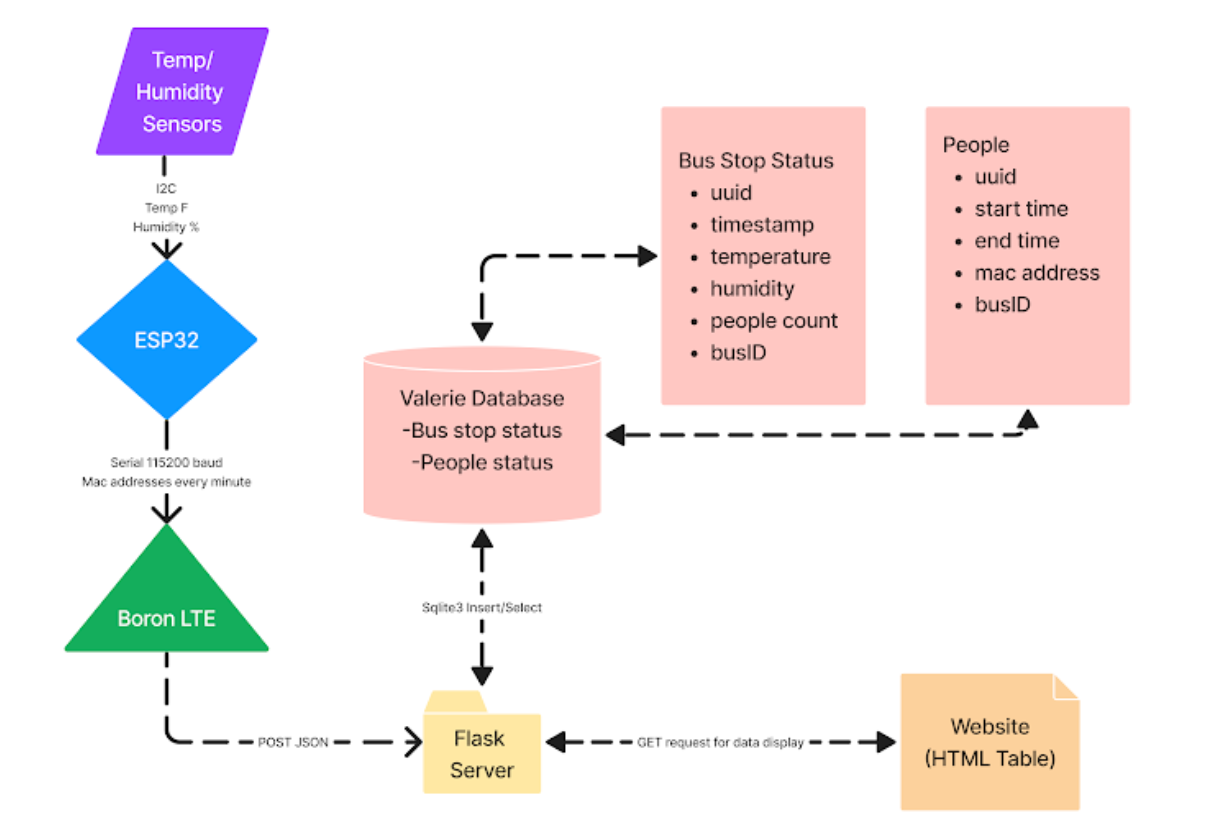 Temp/
Humidity
Sensors
I2C
Temp F
Humidity %
ESP32
Serial 115200 baud
Mac addresses every minute
Boron LTE
POST JSON
Bus Stop Status
• uuid
• timestamp
• temperature
• humidity
• people count
• busID
People
• uuid
• start time
• end time
• mac address
• busID
Valerie Database
-Bus stop status
-People status
Sqlite3 Insert/Select
Flask
Server
GET request for data display
Website
(HTML Table)